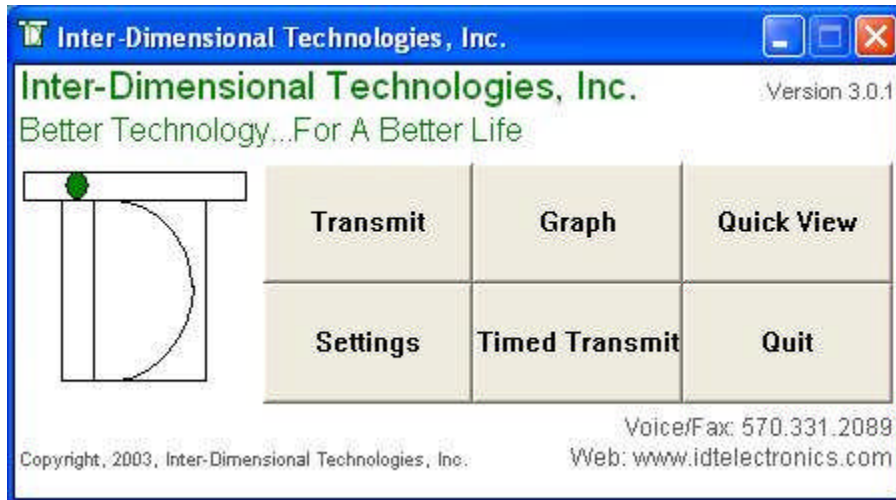 Inter-Dimensional Technologies, Inc.
Inter-Dimensional Technologies, Inc.
Version 3.0.1
Better Technology...For A Better Life
Transmit
Graph
Quick View
Settings
Timed Transmit
Quit
Voice/Fax: 570.331.2089
Copyright, 2003, Inter-Dimensional Technologies, Inc.
Web: www.idtelectronics.com